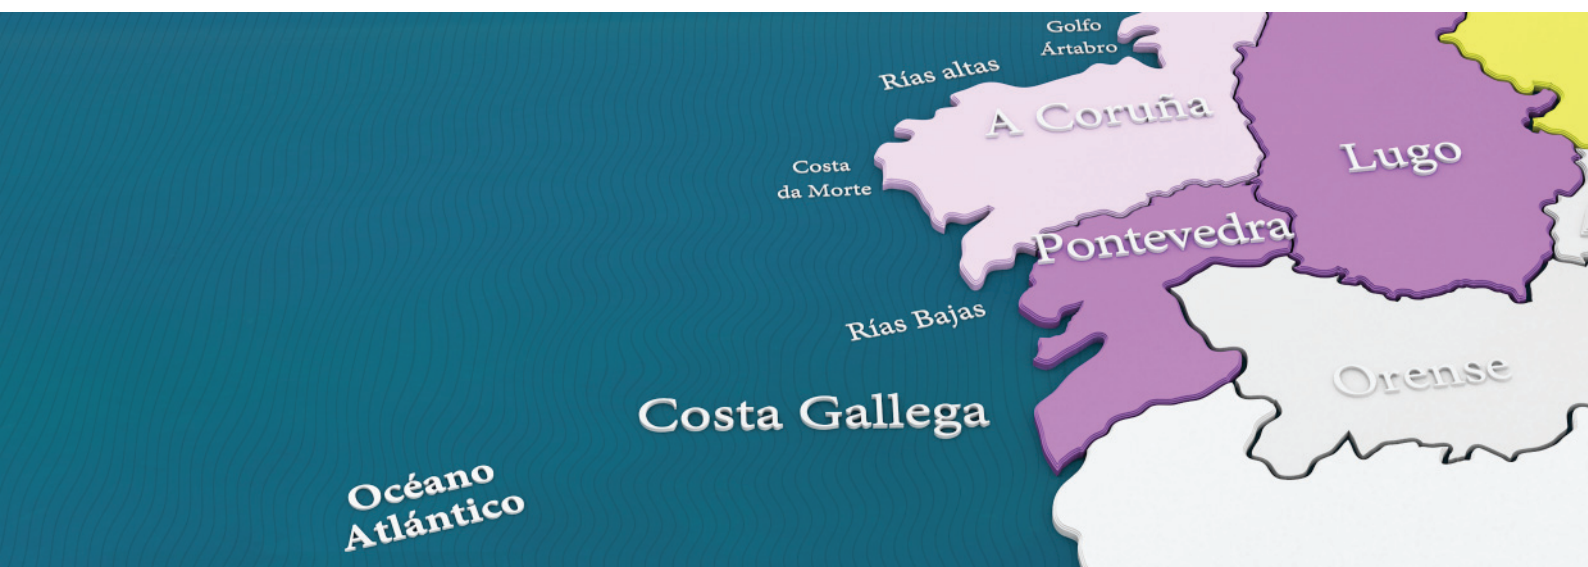 Golfo
Ártabro
Rías altas
A Coruña
Lugo
Costa
da Morte
Pontevedra
Rías Bajas
Orense
Costa Gallega
Océano
Atlántico